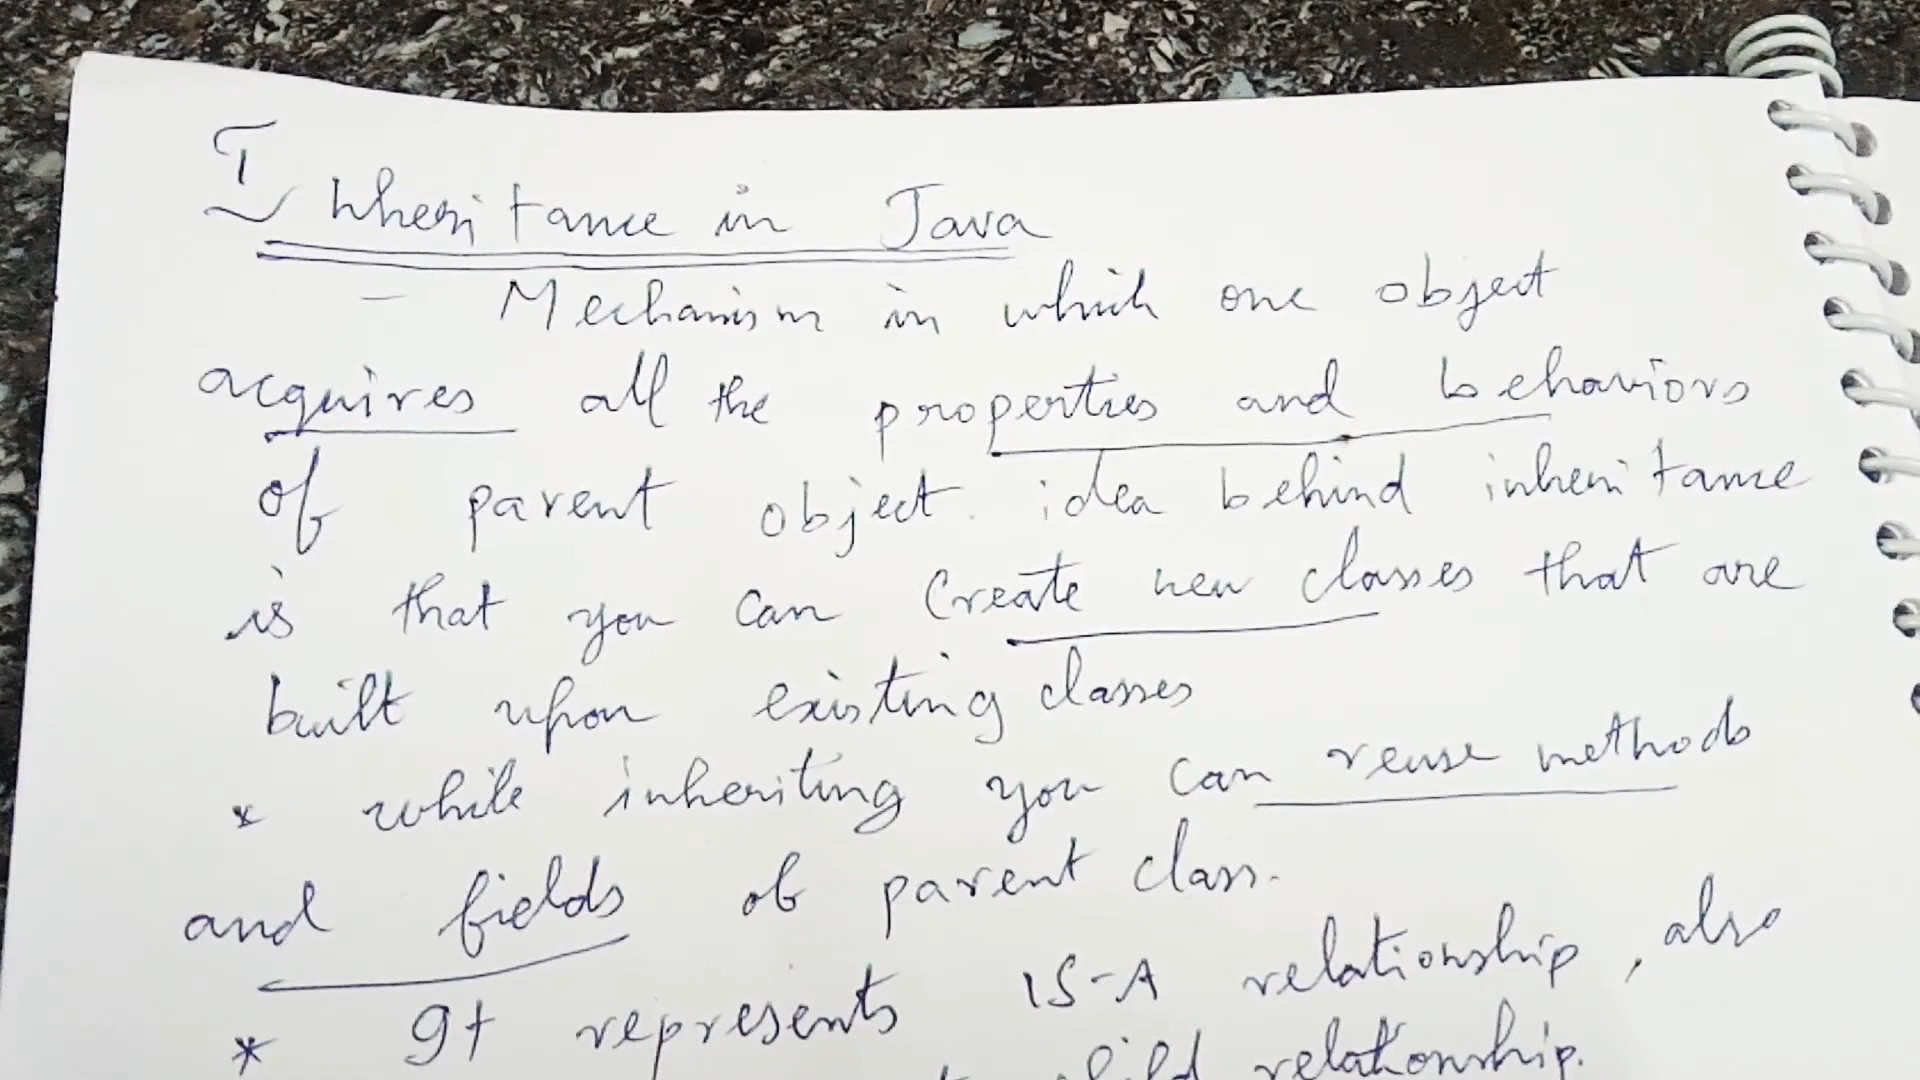 Inheritance in Java
- Mechanism in which one object
acquires all the properties and behaviors
of parent object. idea behind inheritance
is that you can create new classes that are
built upon existing classes
* while inheriting you can reuse methods
and fields of parent class.
* It represents IS-A relationship, also
child relationship.